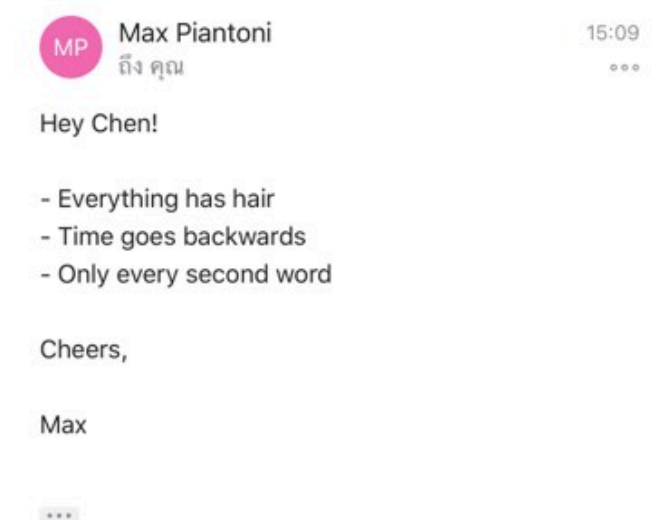 MP
Max Piantoni
15:09
ถึง คุณ
Hey Chen!
- Everything has hair
- Time goes backwards
- Only every second word
Cheers,
Max